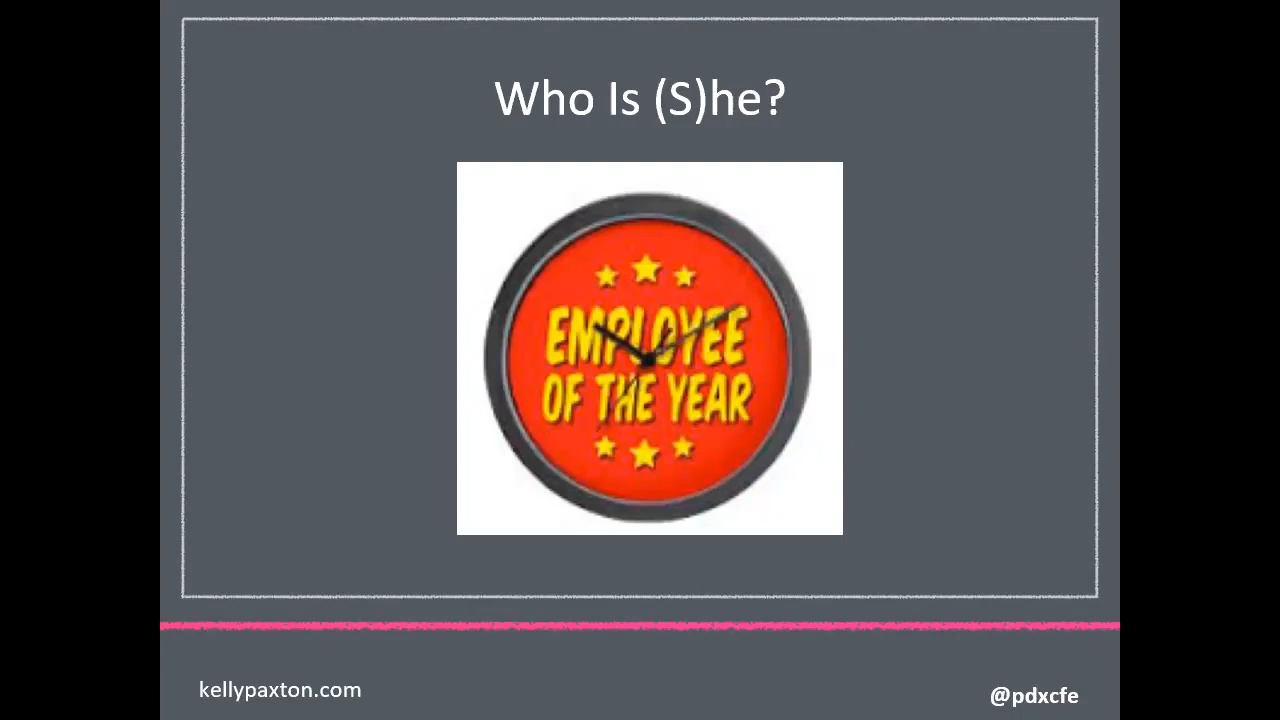 Who Is (S)he?
EMPLOYEE
OF THE YEAR
kellypaxton.com
@pdxcfe